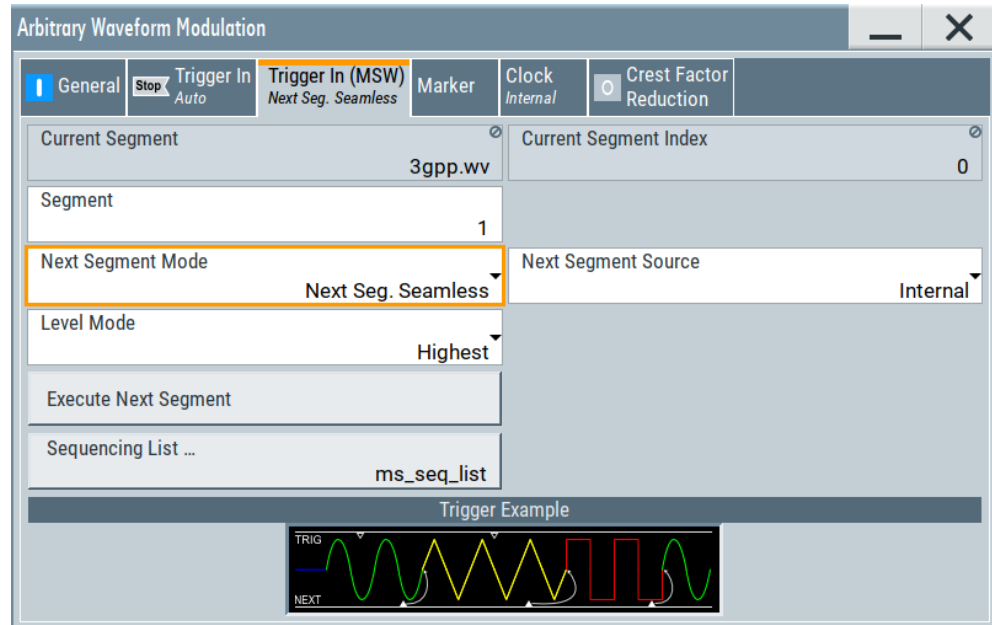 Arbitrary Waveform Modulation
General
Stop Trigger In
Auto
Trigger In (MSW)
Next Seg. Seamless
Marker
Clock
Internal
O Crest Factor
Reduction
Current Segment
3gpp.wv
Current Segment Index
0
Segment
1
Next Segment Mode
Next Seg. Seamless
Next Segment Source
Internal
Level Mode
Highest
Execute Next Segment
Sequencing List ...
ms_seq_list
Trigger Example
TRIG
NEXT